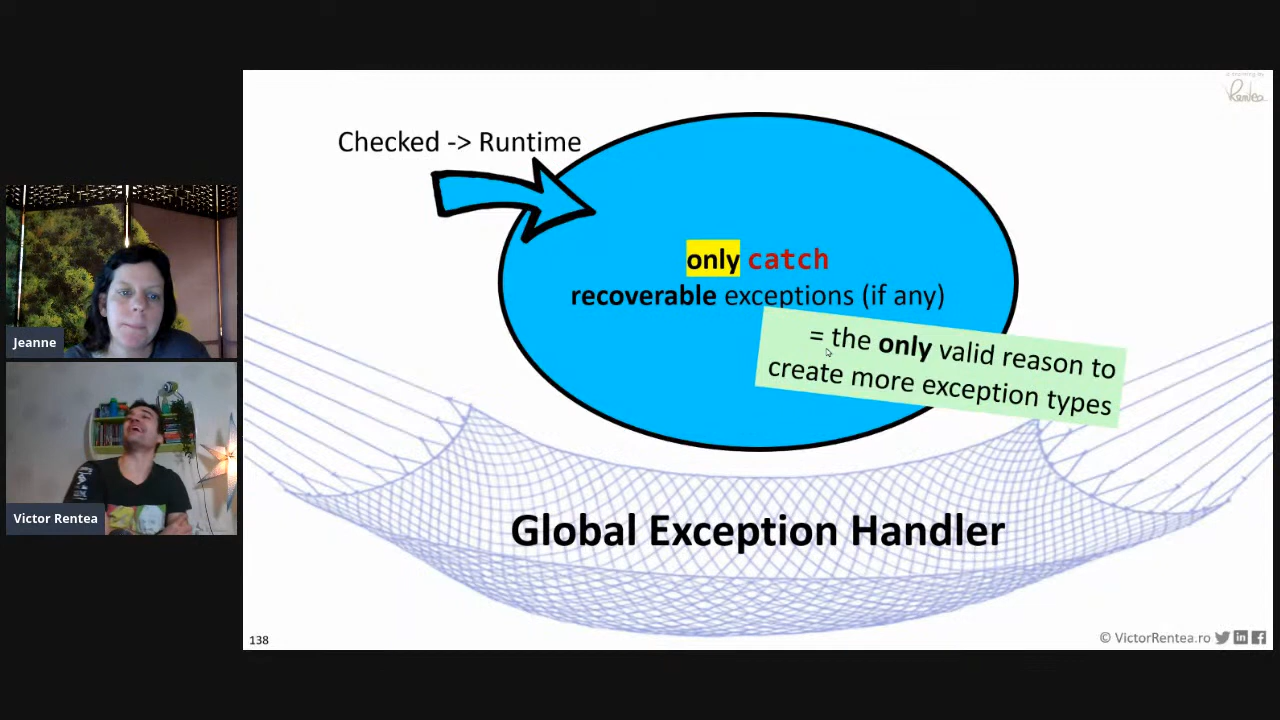 Rentea
Checked -> Runtime
only catch
recoverable exceptions (if any)
= the only valid reason to
create more exception types
Jeanne
Victor Rentea
Global Exception Handler
138
© VictorRentea.ro